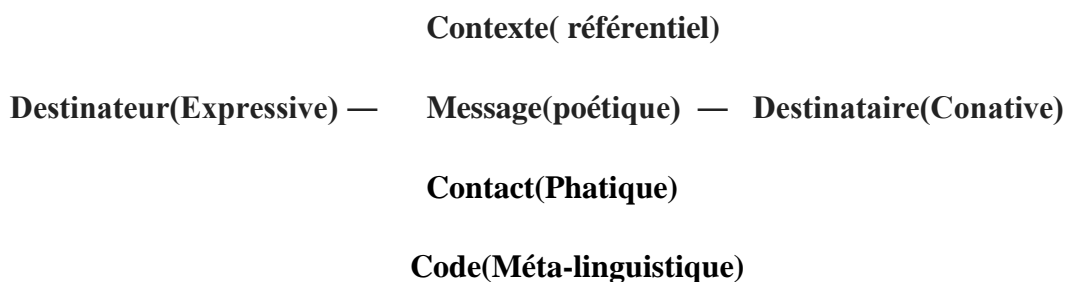 Contexte( référentiel)
Destinateur(Expressive) — Message(poétique) — Destinataire(Conative)
Contact(Phatique)
Code(Méta-linguistique)